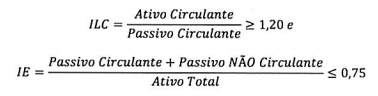 ILC = Ativo Circulante / Passivo Circulante ≥ 1,20 e
IE = Passivo Circulante + Passivo NÃO Circulante / Ativo Total ≤ 0,75